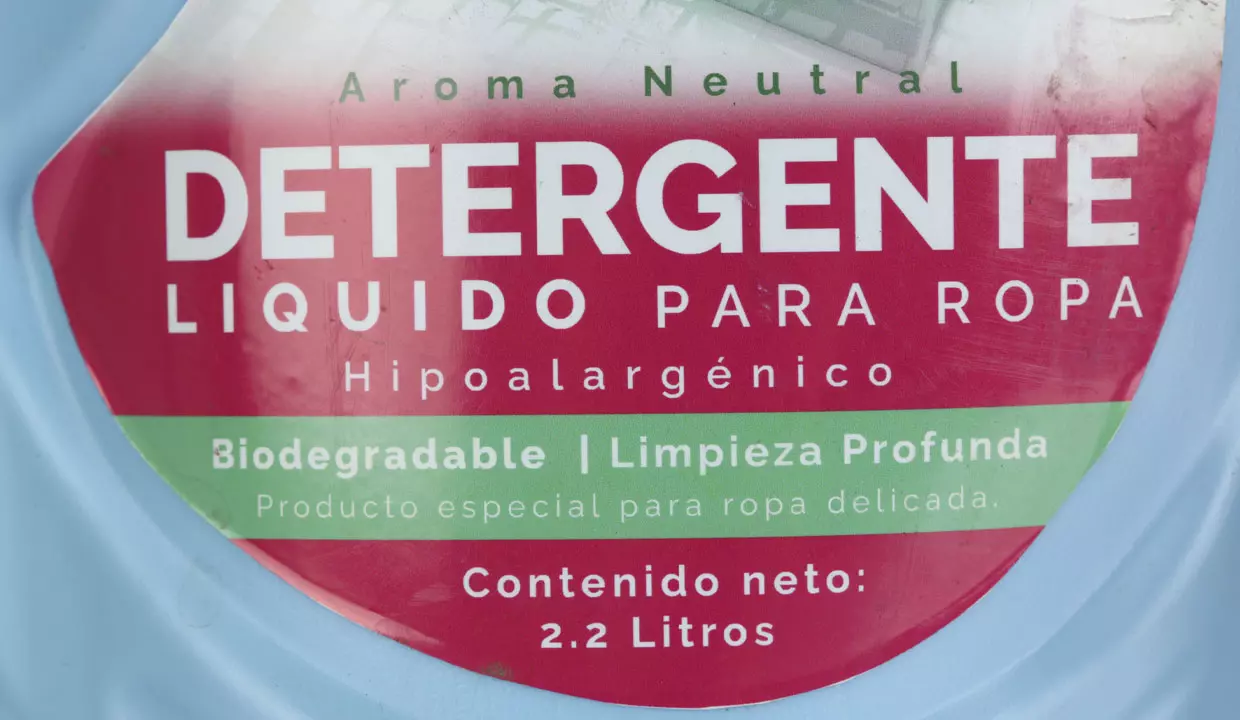 Aroma Neutral
DETERGENTE
LIQUIDO PARA ROPA
Hipoalargénico
Biodegradable | Limpieza Profunda
Producto especial para ropa delicada.
Contenido neto:
2.2 Litros